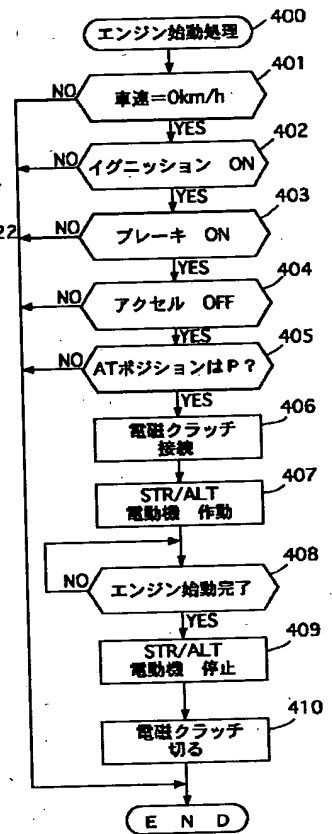 エンジン始動処理
400
401
NO
車速=0km/h
YES
402
NO
イグニッション ON
YES
403
22
NO
ブレーキ ON
YES
404
NO
アクセル OFF
YES
405
NO
ATポジションはP?
YES
406
電磁クラッチ
接続
407
STR/ALT
電動機 作動
408
NO
エンジン始動完了
YES
409
STR/ALT
電動機 停止
410
電磁クラッチ
切る
E N D